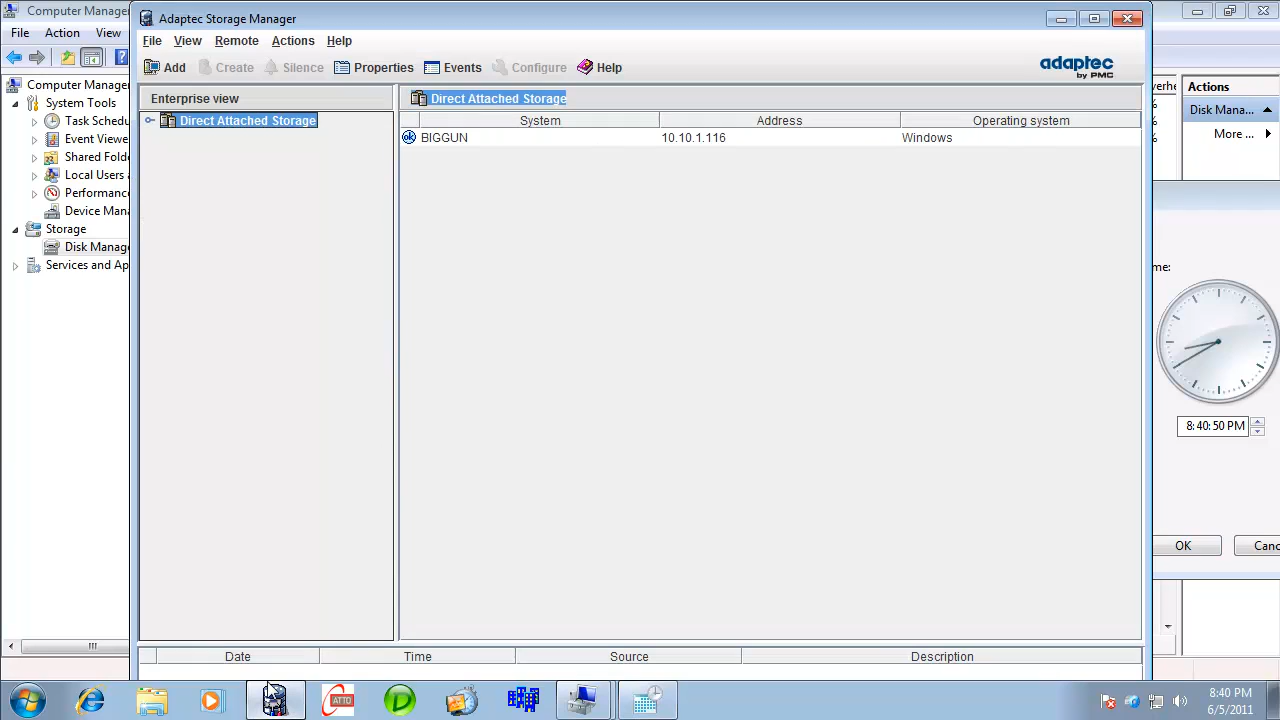 Computer Management
File Action View
Computer Manage
System Tools
Task Schedu
Event Viewe
Shared Folde
Local Users a
Performance
Device Mana
Storage
Disk Manage
Services and Ap
Adaptec Storage Manager
File View Remote Actions Help
Add Create Silence Properties Events Configure Help
adaptec
by PMC
Enterprise view
Direct Attached Storage
Direct Attached Storage
System Address Operating system
BIGGUN 10.10.1.116 Windows
Date Time Source Description
Actions
Disk Mana...
More ...
verhe
%
%
%
me:
8:40:50 PM
OK Canc
ATTO
8:40 PM
6/5/2011